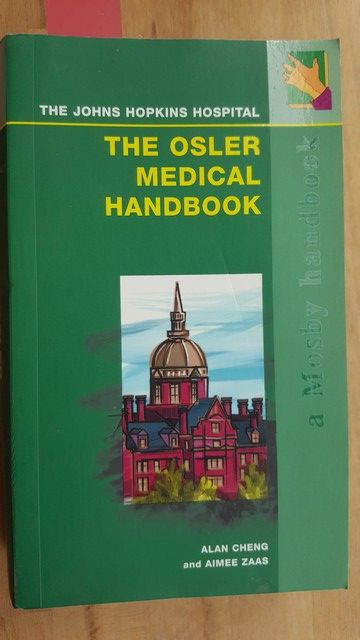 THE JOHNS HOPKINS HOSPITAL
THE OSLER
MEDICAL
HANDBOOK
a Mosby handbook
ALAN CHENG
and AIMEE ZAAS